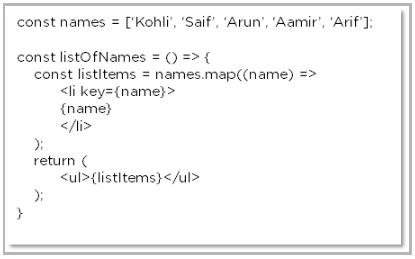 const names = [‘Kohli’, ‘Saif’, ‘Arun’, ‘Aamir’, ‘Arif’];
const listOfNames = () => {
const listItems = names.map((name) =>
<li key={name}>
{name}
</li>
);
return (
<ul>{listItems}</ul>
);
}